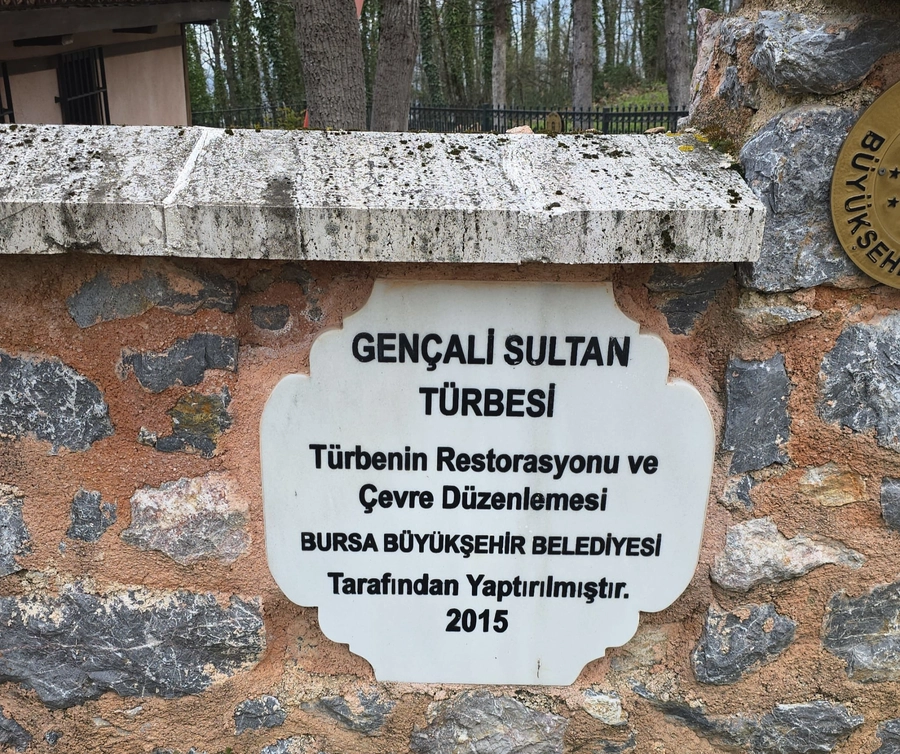 GENÇALİ SULTAN
TÜRBESİ
Türbenin Restorasyonu ve
Çevre Düzenlemesi
BURSA BÜYÜKŞEHİR BELEDİYESİ
Tarafından Yaptırılmıştır.
2015